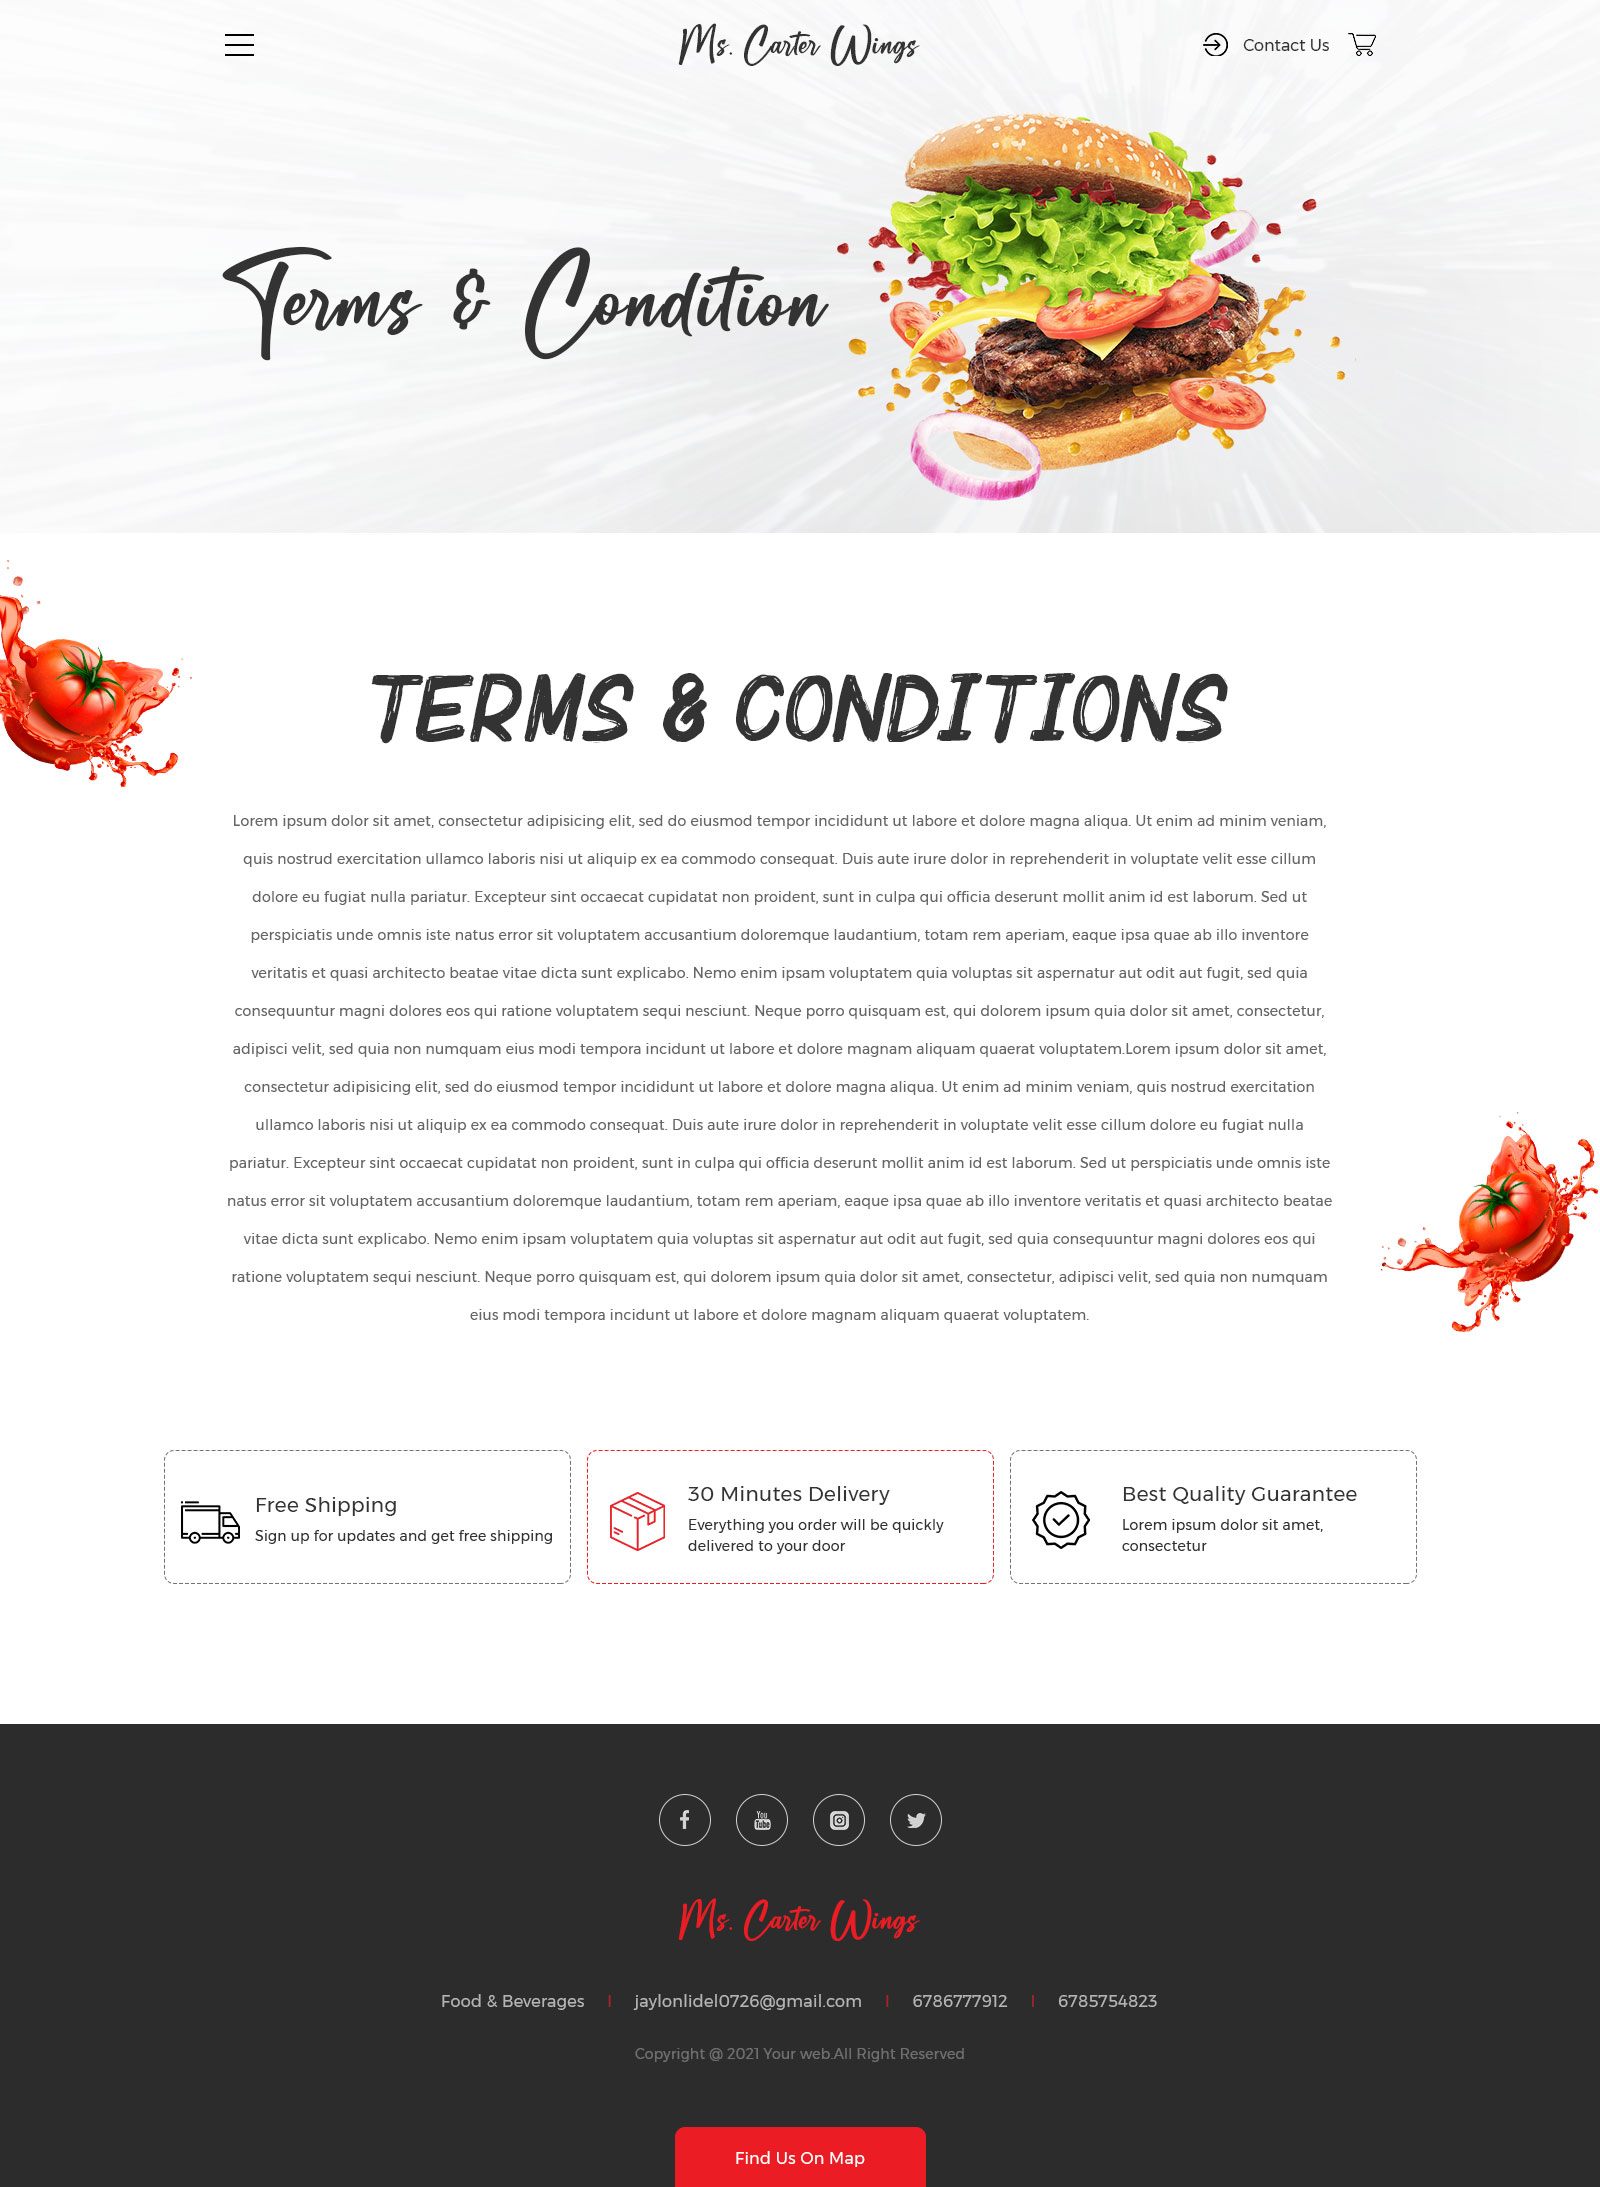 Ms. Carter Wings
Contact Us
Terms & Condition
TERMS & CONDITIONS
Lorem ipsum dolor sit amet, consectetur adipisicing elit, sed do eiusmod tempor incididunt ut labore et dolore magna aliqua. Ut enim ad minim veniam,
quis nostrud exercitation ullamco laboris nisi ut aliquip ex ea commodo consequat. Duis aute irure dolor in reprehenderit in voluptate velit esse cillum
dolore eu fugiat nulla pariatur. Excepteur sint occaecat cupidatat non proident, sunt in culpa qui officia deserunt mollit anim id est laborum. Sed ut
perspiciatis unde omnis iste natus error sit voluptatem accusantium doloremque laudantium, totam rem aperiam, eaque ipsa quae ab illo inventore
veritatis et quasi architecto beatae vitae dicta sunt explicabo. Nemo enim ipsam voluptatem quia voluptas sit aspernatur aut odit aut fugit, sed quia
consequuntur magni dolores eos qui ratione voluptatem sequi nesciunt. Neque porro quisquam est, qui dolorem ipsum quia dolor sit amet, consectetur,
adipisci velit, sed quia non numquam eius modi tempora incidunt ut labore et dolore magnam aliquam quaerat voluptatem.Lorem ipsum dolor sit amet,
consectetur adipisicing elit, sed do eiusmod tempor incididunt ut labore et dolore magna aliqua. Ut enim ad minim veniam, quis nostrud exercitation
ullamco laboris nisi ut aliquip ex ea commodo consequat. Duis aute irure dolor in reprehenderit in voluptate velit esse cillum dolore eu fugiat nulla
pariatur. Excepteur sint occaecat cupidatat non proident, sunt in culpa qui officia deserunt mollit anim id est laborum. Sed ut perspiciatis unde omnis iste
natus error sit voluptatem accusantium doloremque laudantium, totam rem aperiam, eaque ipsa quae ab illo inventore veritatis et quasi architecto beatae
vitae dicta sunt explicabo. Nemo enim ipsam voluptatem quia voluptas sit aspernatur aut odit aut fugit, sed quia consequuntur magni dolores eos qui
ratione voluptatem sequi nesciunt. Neque porro quisquam est, qui dolorem ipsum quia dolor sit amet, consectetur, adipisci velit, sed quia non numquam
eius modi tempora incidunt ut labore et dolore magnam aliquam quaerat voluptatem.
Free Shipping
Sign up for updates and get free shipping
30 Minutes Delivery
Everything you order will be quickly
delivered to your door
Best Quality Guarantee
Lorem ipsum dolor sit amet,
consectetur
You
Tube
Ms. Carter Wings
Food & Beverages | jaylonlidel0726@gmail.com | 6786777912 | 6785754823
Copyright @ 2021 Your web.All Right Reserved
Find Us On Map